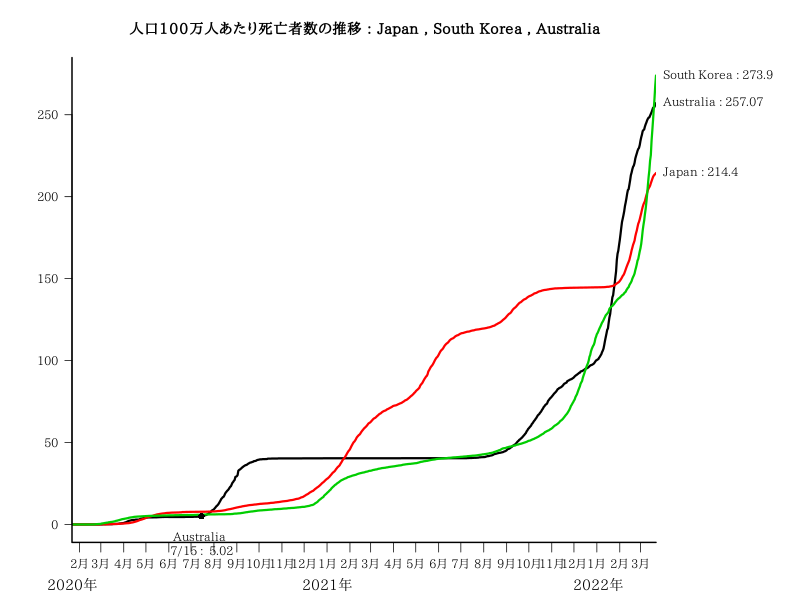 人口100万人あたり死亡者数の推移 : Japan , South Korea , Australia
South Korea : 273.9
Australia : 257.07
Japan : 214.4
250
200
150
100
50
0
Australia
7/15 : 5.02
2月 3月 4月 5月 6月 7月 8月 9月 10月 11月 12月 1月 2月 3月 4月 5月 6月 7月 8月 9月 10月 11月 12月 1月 2月 3月
2020年 2021年 2022年